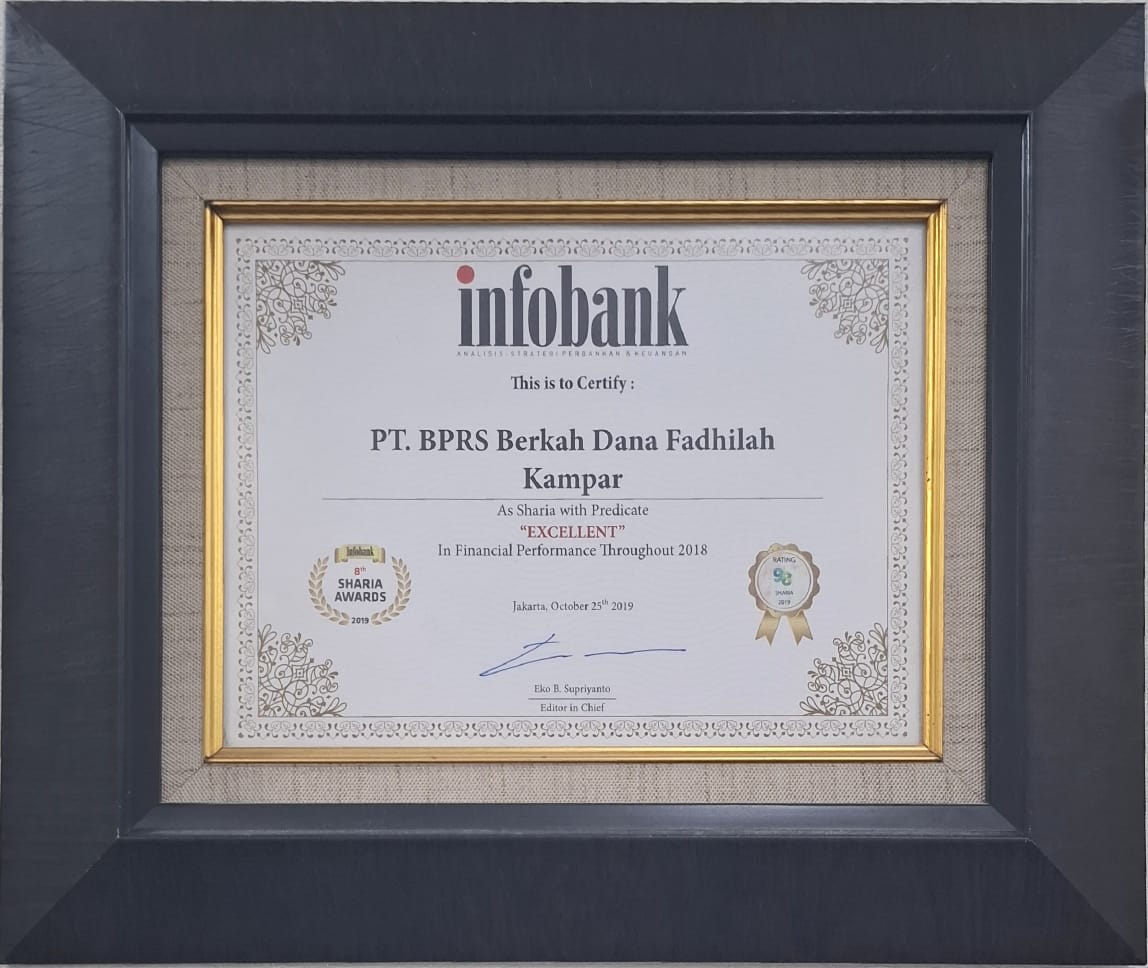 infobank
ANALISIS STRATEGI PERBANKAN & KEUANGAN
This is to Certify :
PT. BPRS Berkah Dana Fadhilah
Kampar
As Sharia with Predicate
“EXCELLENT”
In Financial Performance Throughout 2018
Infobank
8th
SHARIA
AWARDS
2019
RATING
98
SHARIA
2019
Jakarta, October 25th 2019
Eko B. Supriyanto
Editor in Chief